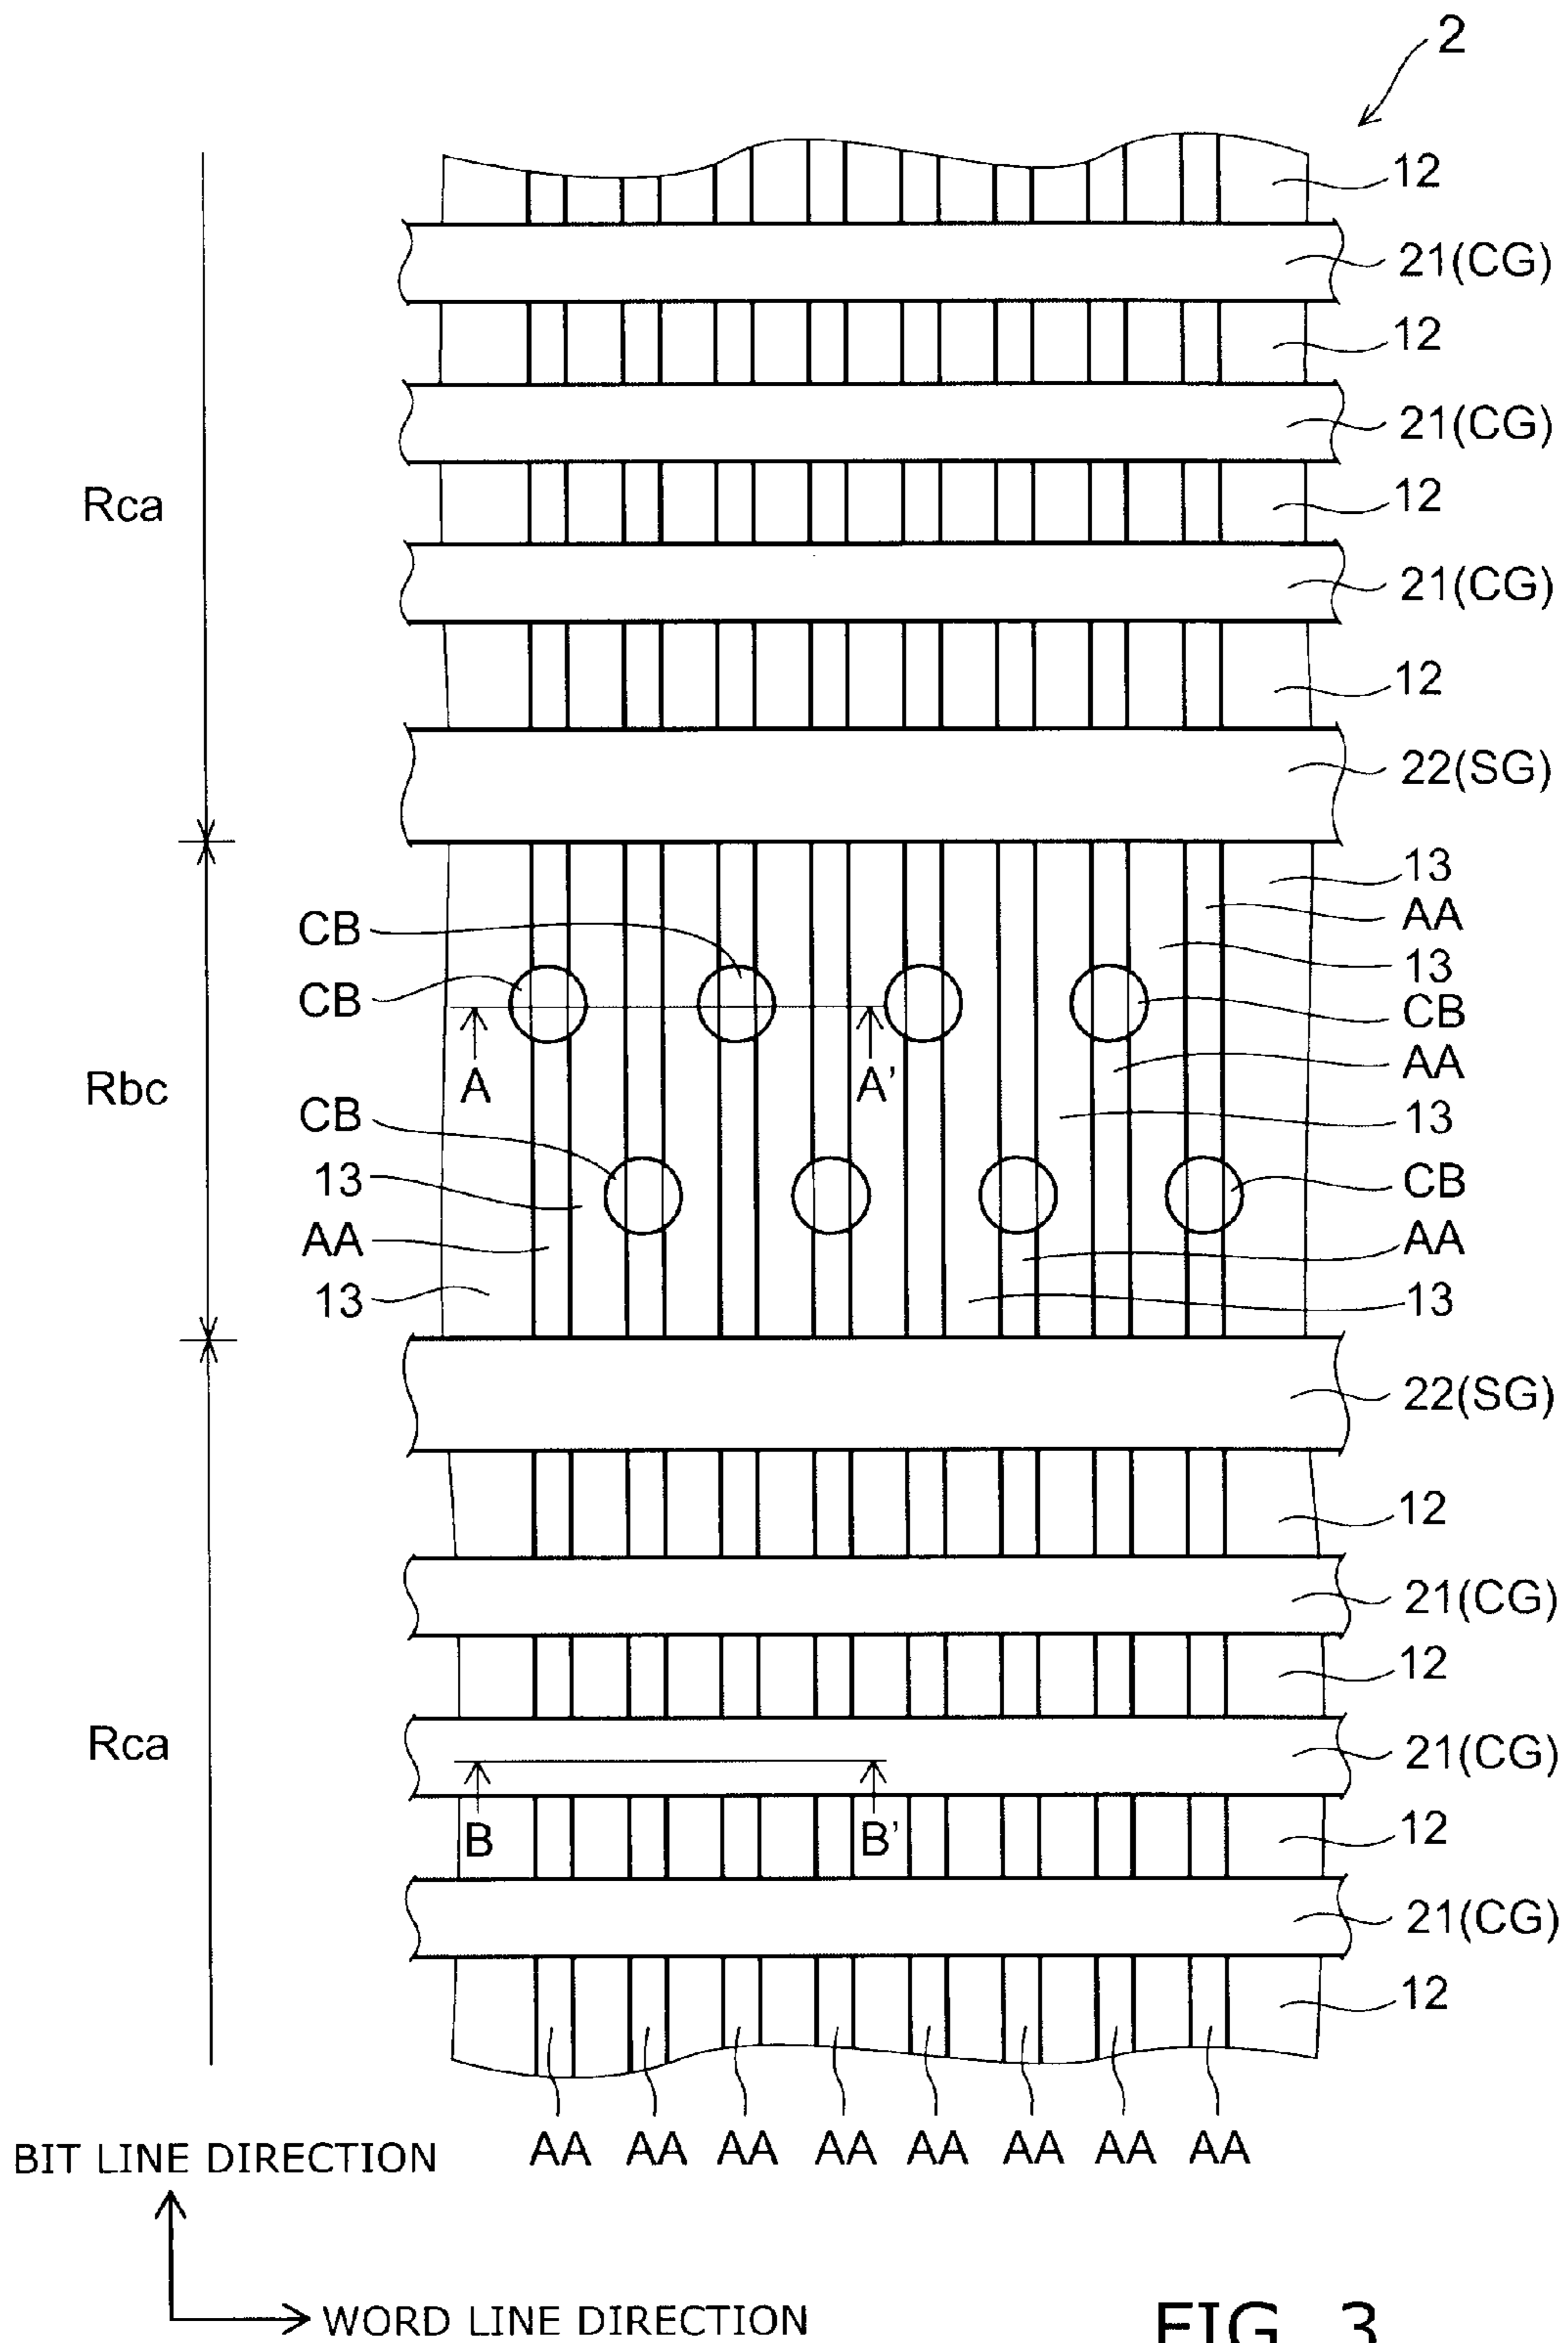 2
12
21(CG)
12
21(CG)
12
Rca
21(CG)
12
22(SG)
13
AA
CB
13
CB
CB
AA
Rbc
A
A'
CB
13
13
CB
AA
AA
13
13
22(SG)
12
21(CG)
12
Rca
21(CG)
B
B'
12
21(CG)
12
AA AA AA AA AA AA AA AA
BIT LINE DIRECTION
WORD LINE DIRECTION
FIG. 3